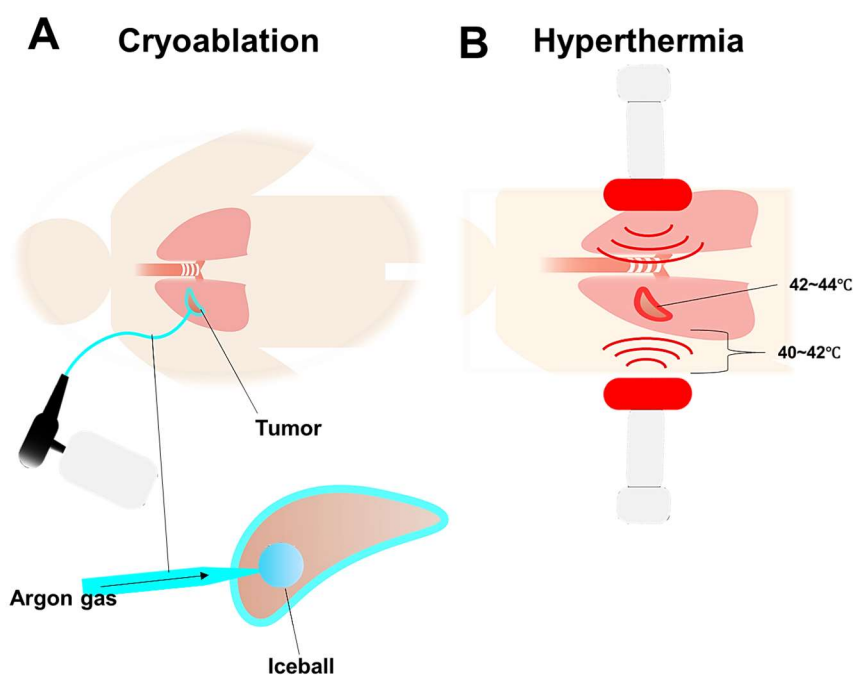 A
Cryoablation
B
Hyperthermia
42~44℃
40~42℃
Tumor
Argon gas
Iceball